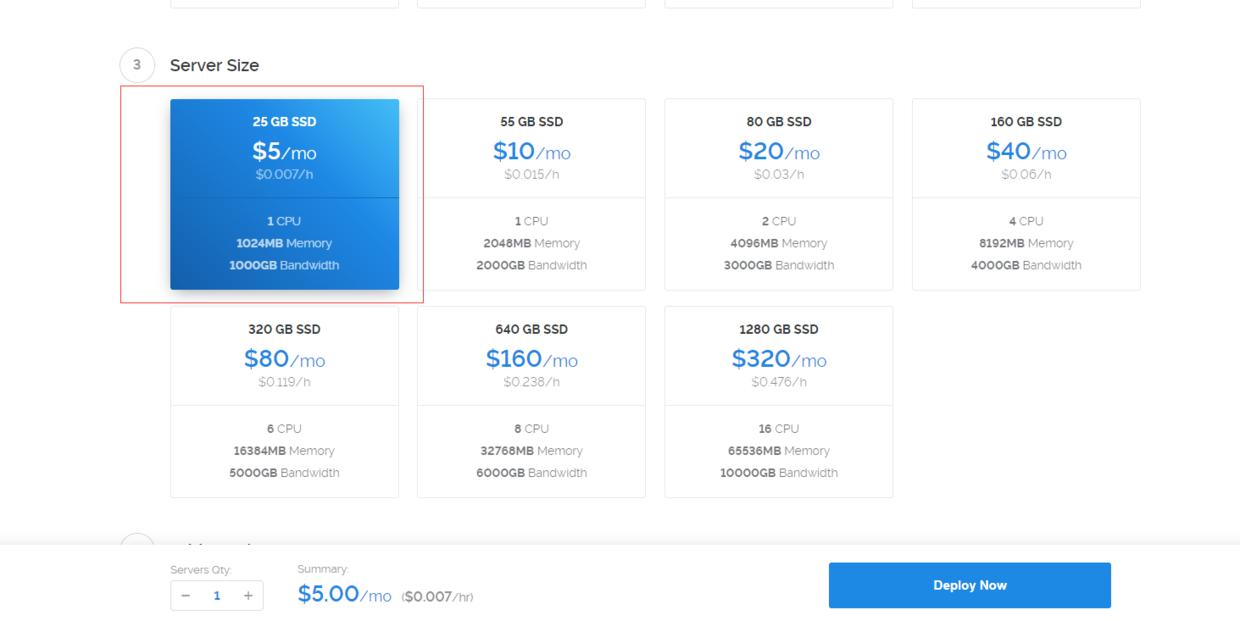 3 Server Size
25 GB SSD
$5/mo
$0.007/h
1 CPU
1024MB Memory
1000GB Bandwidth
55 GB SSD
$10/mo
$0.015/h
1 CPU
2048MB Memory
2000GB Bandwidth
80 GB SSD
$20/mo
$0.03/h
2 CPU
4096MB Memory
3000GB Bandwidth
160 GB SSD
$40/mo
$0.06/h
4 CPU
8192MB Memory
4000GB Bandwidth
320 GB SSD
$80/mo
$0.119/h
6 CPU
16384MB Memory
5000GB Bandwidth
640 GB SSD
$160/mo
$0.238/h
8 CPU
32768MB Memory
6000GB Bandwidth
1280 GB SSD
$320/mo
$0.476/h
16 CPU
65536MB Memory
10000GB Bandwidth
Servers Qty:
− 1 +
Summary:
$5.00/mo ($0.007/hr)
Deploy Now